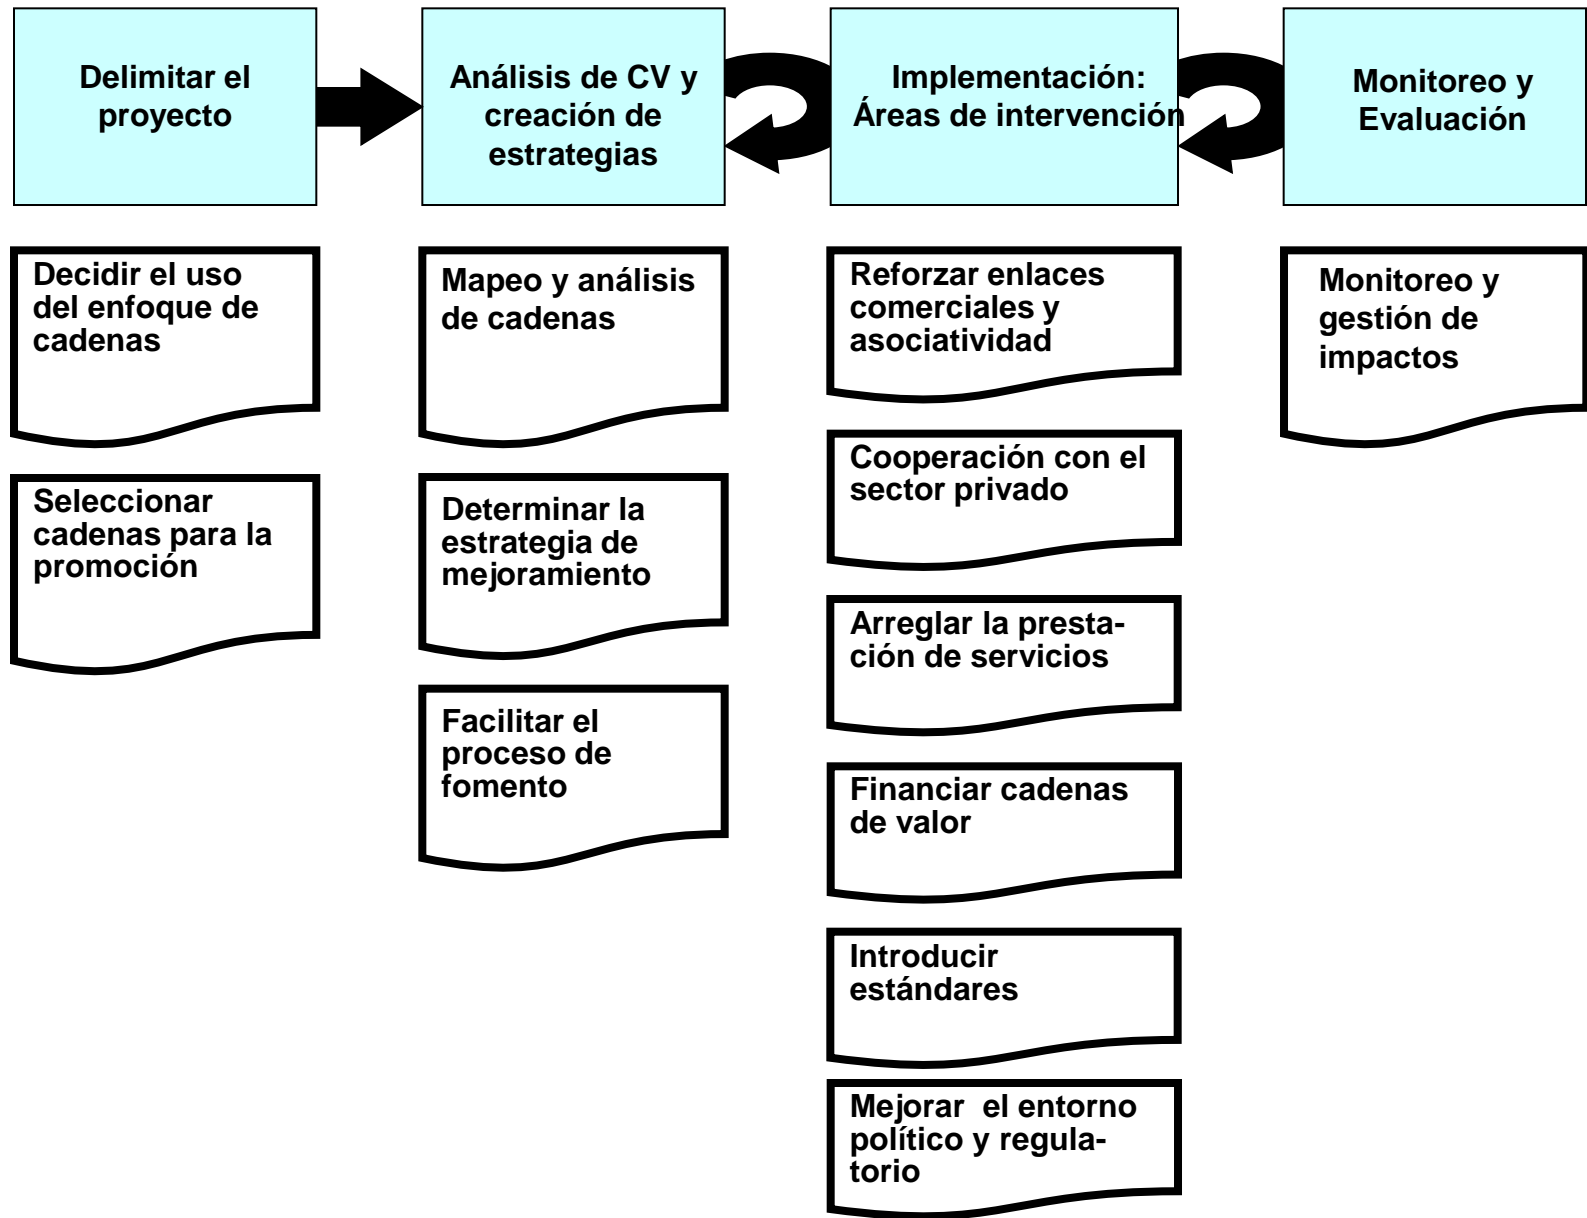 Delimitar el
proyecto
Análisis de CV y
creación de
estrategias
Implementación:
Áreas de intervención
Monitoreo y
Evaluación
Decidir el uso
del enfoque de
cadenas
Seleccionar
cadenas para la
promoción
Mapeo y análisis
de cadenas
Determinar la
estrategia de
mejoramiento
Facilitar el
proceso de
fomento
Reforzar enlaces
comerciales y
asociatividad
Cooperación con el
sector privado
Arreglar la presta-
ción de servicios
Financiar cadenas
de valor
Introducir
estándares
Mejorar  el entorno
político y regula-
torio
Monitoreo y
gestión de
impactos